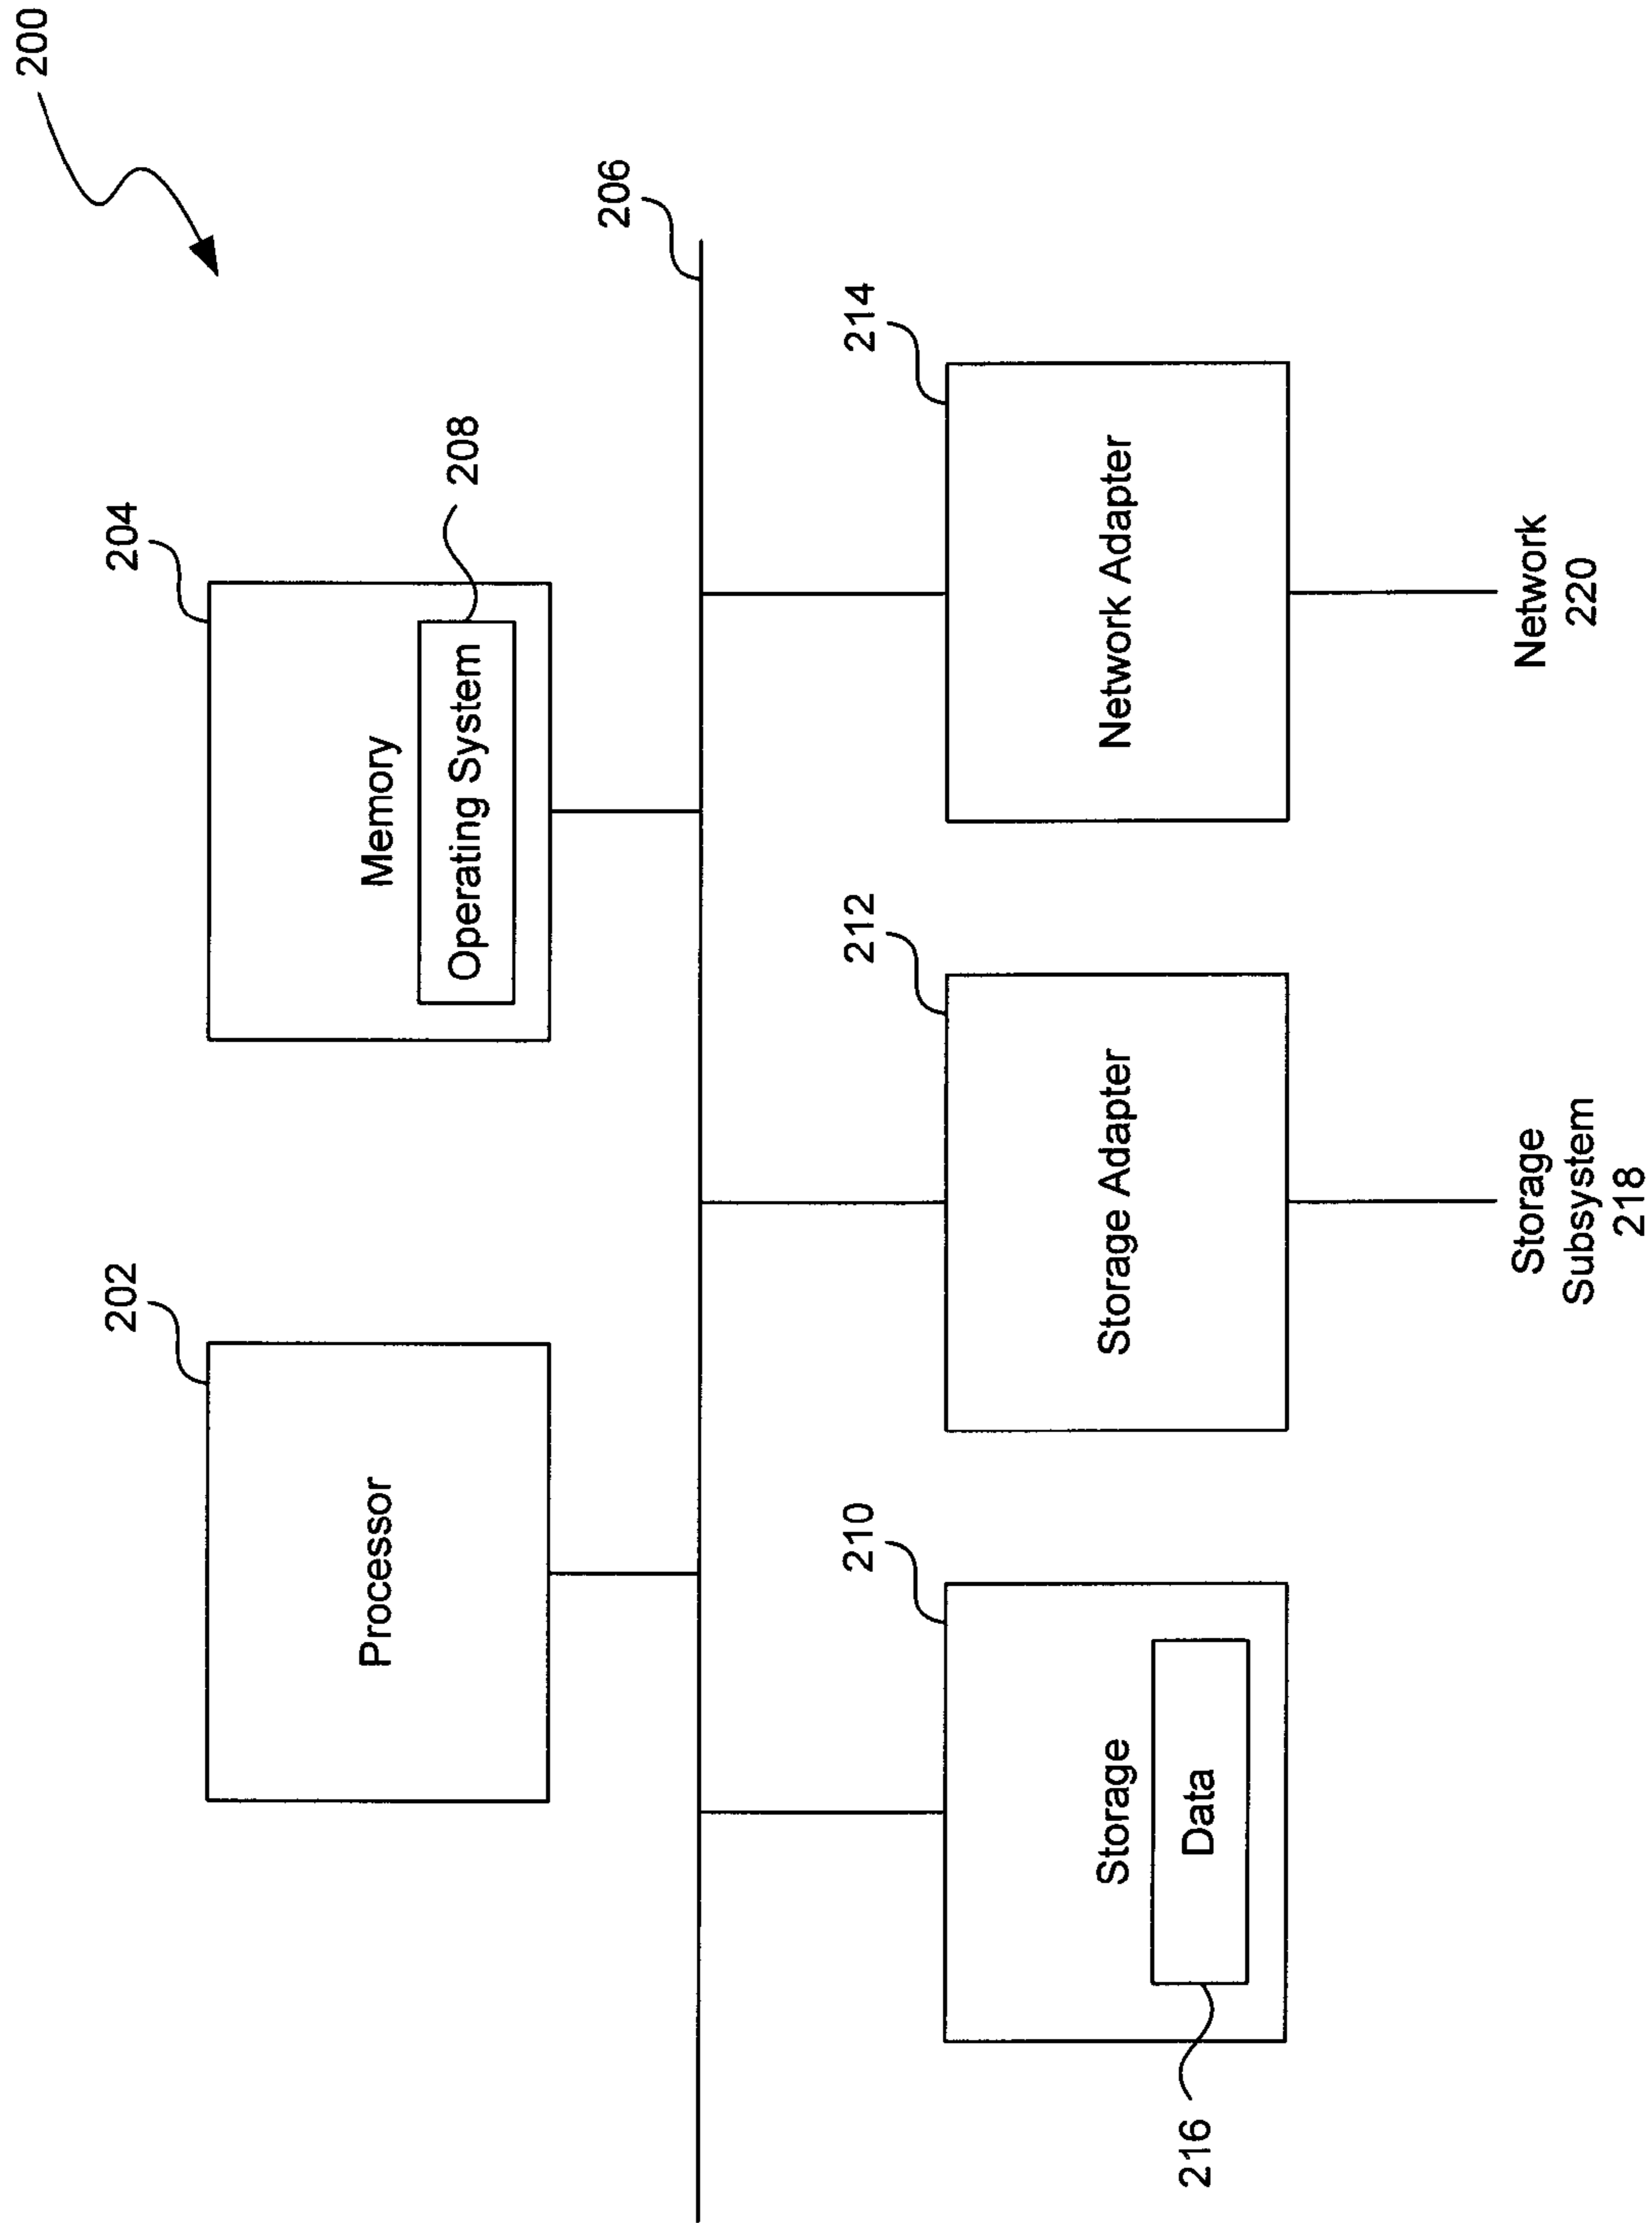 200
202
Processor
204
Memory
Operating System
208
206
210
Storage
Data
216
212
Storage Adapter
214
Network Adapter
Storage
Subsystem
218
Network
220